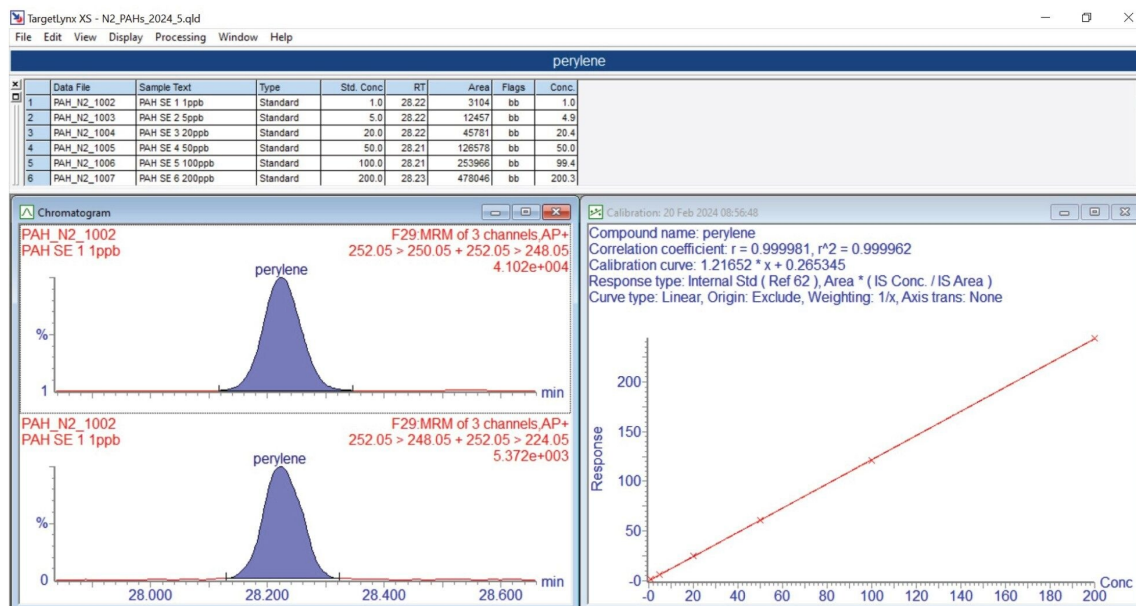 TargetLynx XS - N2_PAHs_2024_5.qld
File Edit View Display Processing Window Help
perylene
Data File Sample Text Type Std. Conc RT Area Flags Conc.
1 PAH_N2_1002 PAH SE 1 1ppb Standard 1.0 28.22 3104 bb 1.0
2 PAH_N2_1003 PAH SE 2 5ppb Standard 5.0 28.22 12457 bb 4.9
3 PAH_N2_1004 PAH SE 3 20ppb Standard 20.0 28.22 45781 bb 20.4
4 PAH_N2_1005 PAH SE 4 50ppb Standard 50.0 28.21 126578 bb 50.0
5 PAH_N2_1006 PAH SE 5 100ppb Standard 100.0 28.21 253966 bb 99.4
6 PAH_N2_1007 PAH SE 6 200ppb Standard 200.0 28.23 478046 bb 200.3
Chromatogram
PAH_N2_1002 F29:MRM of 3 channels,AP+
PAH SE 1 1ppb 252.05 > 250.05 + 252.05 > 248.05
4.102e+004
perylene
%
1
min
PAH_N2_1002 F29:MRM of 3 channels,AP+
PAH SE 1 1ppb 252.05 > 248.05 + 252.05 > 224.05
5.372e+003
perylene
%
0
min
28.000 28.200 28.400 28.600
Calibration: 20 Feb 2024 08:56:48
Compound name: perylene
Correlation coefficient: r = 0.999981, r^2 = 0.999962
Calibration curve: 1.21652 * x + 0.265345
Response type: Internal Std ( Ref 62 ), Area * ( IS Conc. / IS Area )
Curve type: Linear, Origin: Exclude, Weighting: 1/x, Axis trans: None
200
150
Response
100
50
-0
Conc
-0 20 40 60 80 100 120 140 160 180 200